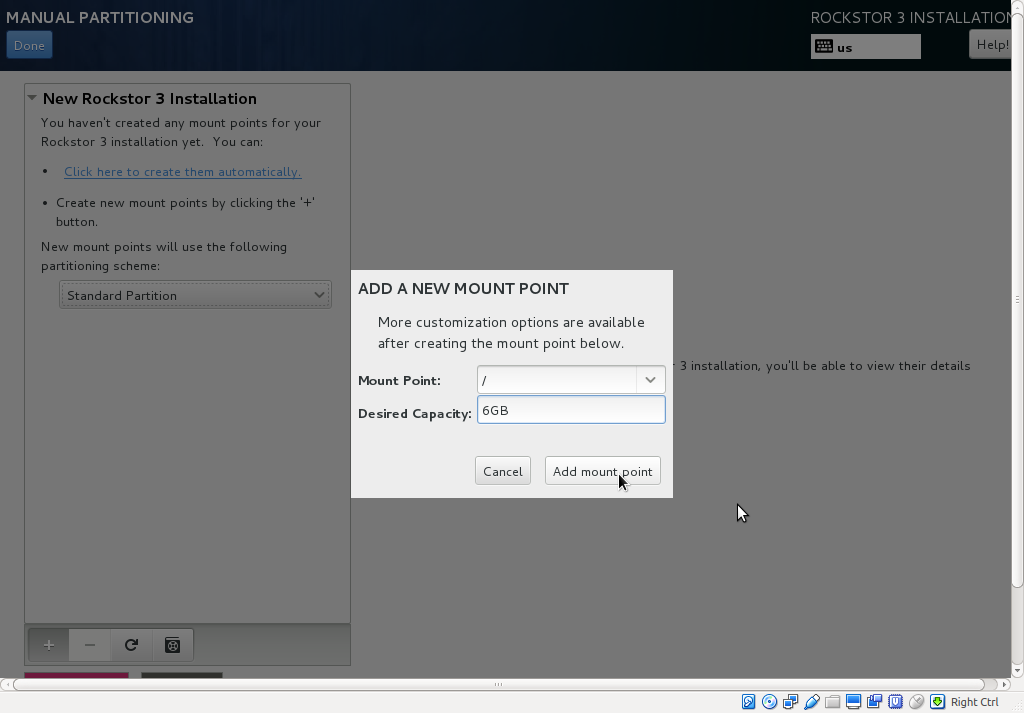 MANUAL PARTITIONING
ROCKSTOR 3 INSTALLATION
Done
us
Help!
New Rockstor 3 Installation
You haven't created any mount points for your
Rockstor 3 installation yet.  You can:
• Click here to create them automatically.
• Create new mount points by clicking the '+'
button.
New mount points will use the following
partitioning scheme:
Standard Partition
ADD A NEW MOUNT POINT
More customization options are available
after creating the mount point below.
3 installation, you'll be able to view their details
Mount Point: /
Desired Capacity: 6GB
Cancel
Add mount point
Right Ctrl